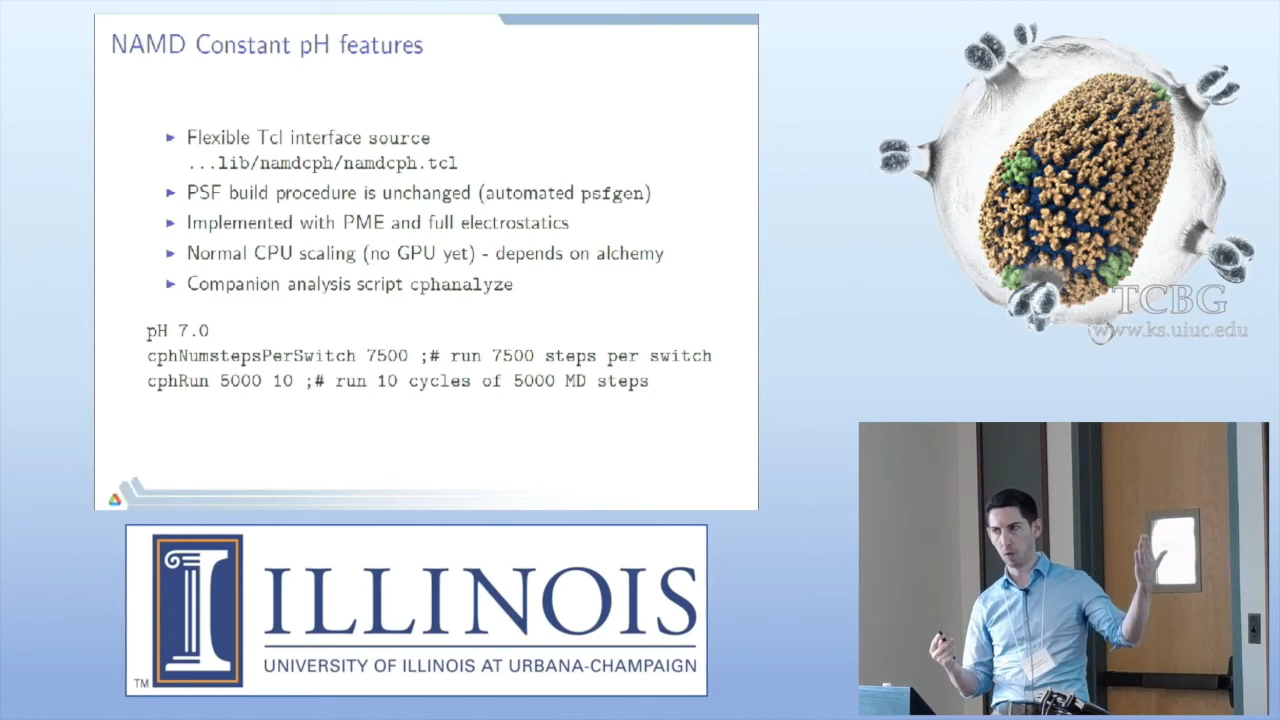 NAMD Constant pH features
► Flexible Tcl interface source
...lib/namdcph/namdcph.tcl
► PSF build procedure is unchanged (automated psfgen)
► Implemented with PME and full electrostatics
► Normal CPU scaling (no GPU yet) - depends on alchemy
► Companion analysis script cphanalyze
pH 7.0
cphNumstepsPerSwitch 7500 ;# run 7500 steps per switch
cphRun 5000 10 ;# run 10 cycles of 5000 MD steps
TCBG
www.ks.uiuc.edu
I ILLINOIS
UNIVERSITY OF ILLINOIS AT URBANA-CHAMPAIGN
TM